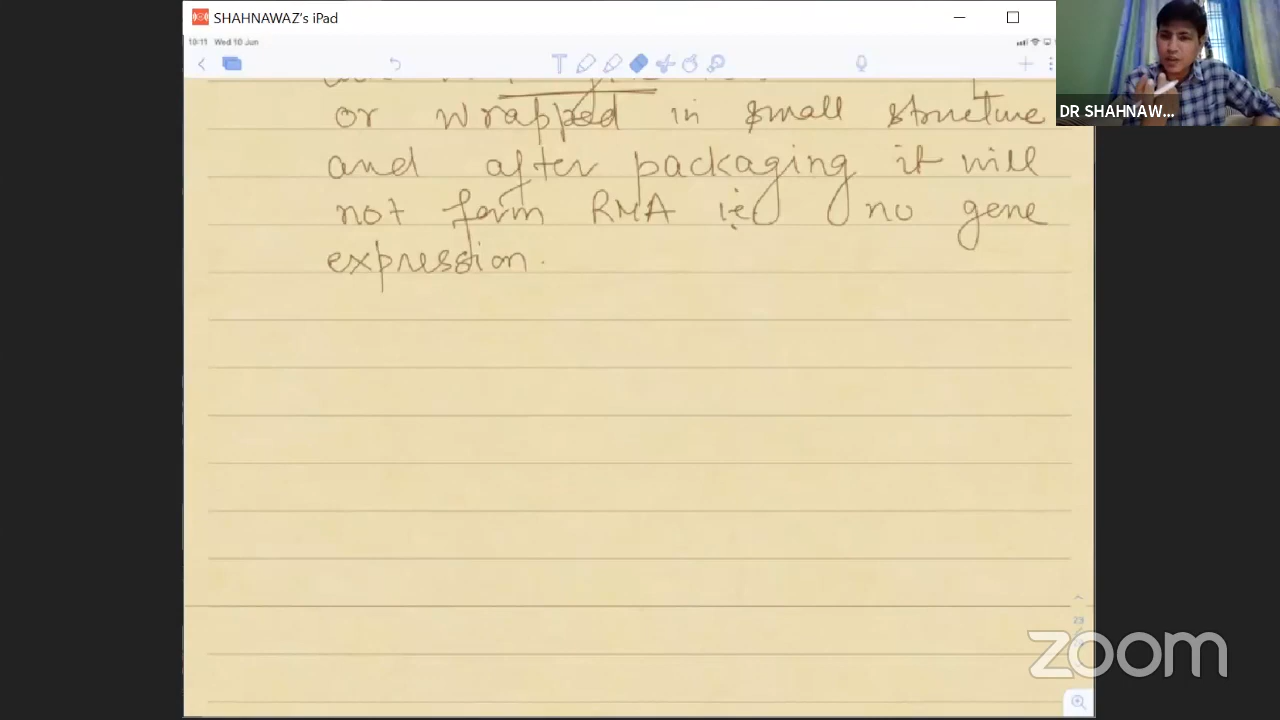 SHAHNAWAZ's iPad
10:11 Wed 10 Jun
or wrapped in small structure
and after packaging it will
not form RNA i.e. no gene
expression.
DR SHAHNAW...
23
zoom